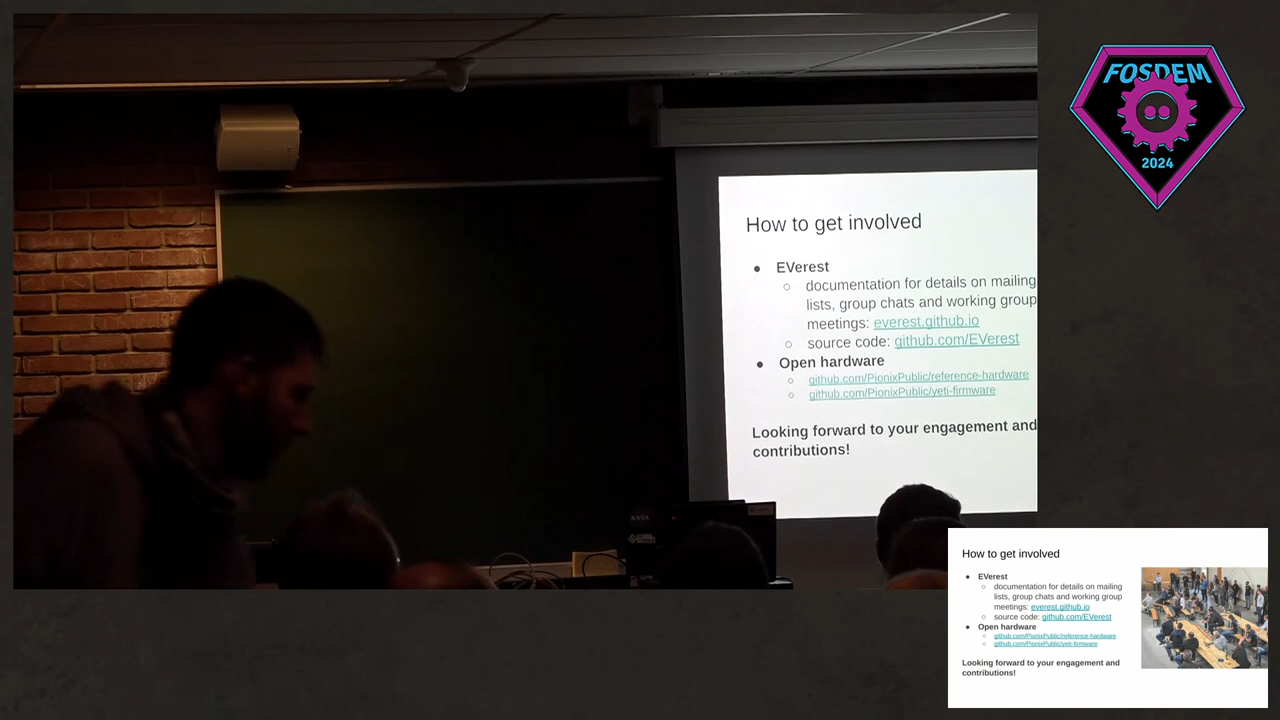 FOSDEM
2024
How to get involved
● EVerest
○ documentation for details on mailing
lists, group chats and working group
meetings: everest.github.io
○ source code: github.com/EVerest
● Open hardware
○ github.com/PionixPublic/reference-hardware
○ github.com/PionixPublic/yeti-firmware
Looking forward to your engagement and
contributions!
NASA
How to get involved
● EVerest
○ documentation for details on mailing
lists, group chats and working group
meetings: everest.github.io
○ source code: github.com/EVerest
● Open hardware
○ github.com/PionixPublic/reference-hardware
○ github.com/PionixPublic/yeti-firmware
Looking forward to your engagement and
contributions!